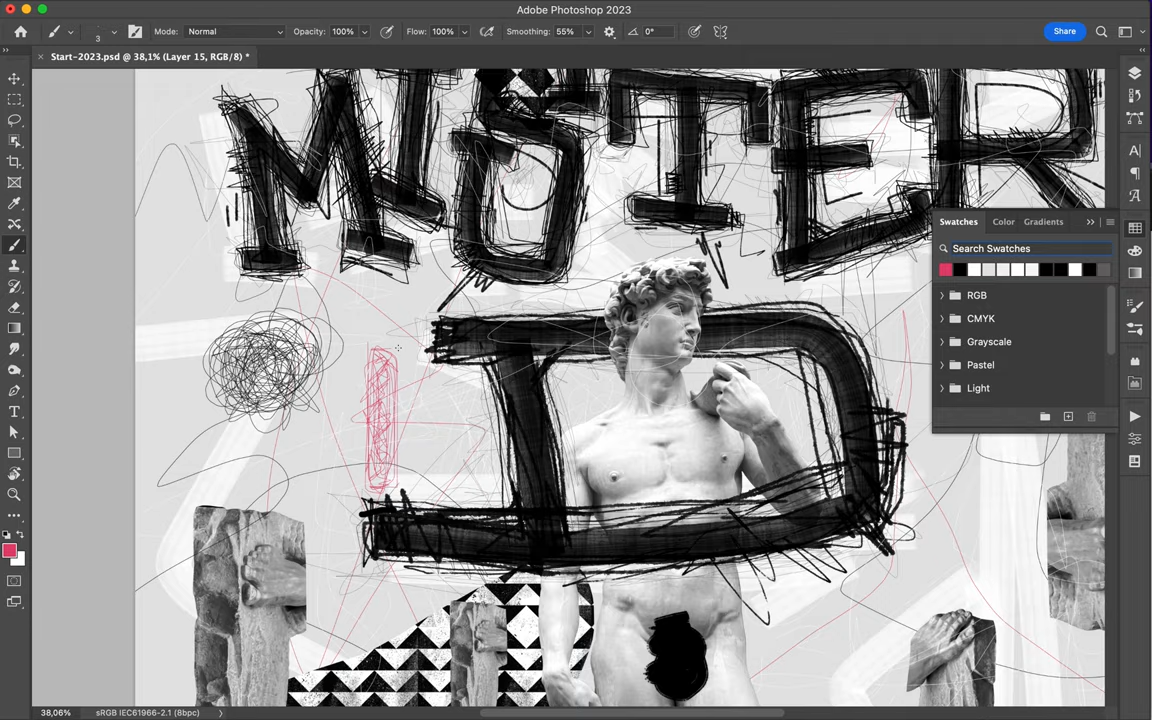 Adobe Photoshop 2023
3
Mode:
Normal
Opacity: 100%
Flow: 100%
Smoothing: 55%
0°
Share
× Start-2023.psd @ 38,1% (Layer 15, RGB/8) *
MISTER
D
Swatches
Color
Gradients
Search Swatches
RGB
CMYK
Grayscale
Pastel
Light
38,06%
sRGB IEC61966-2.1 (8bpc)